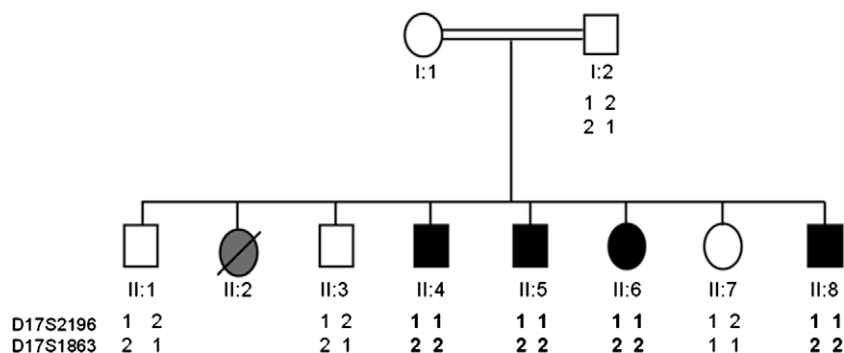 I:1 I:2
1 2
2 1
II:1 II:2 II:3 II:4 II:5 II:6 II:7 II:8
D17S2196 1 2 1 2 1 1 1 1 1 1 1 2 1 1
D17S1863 2 1 2 1 2 2 2 2 2 2 1 1 2 2